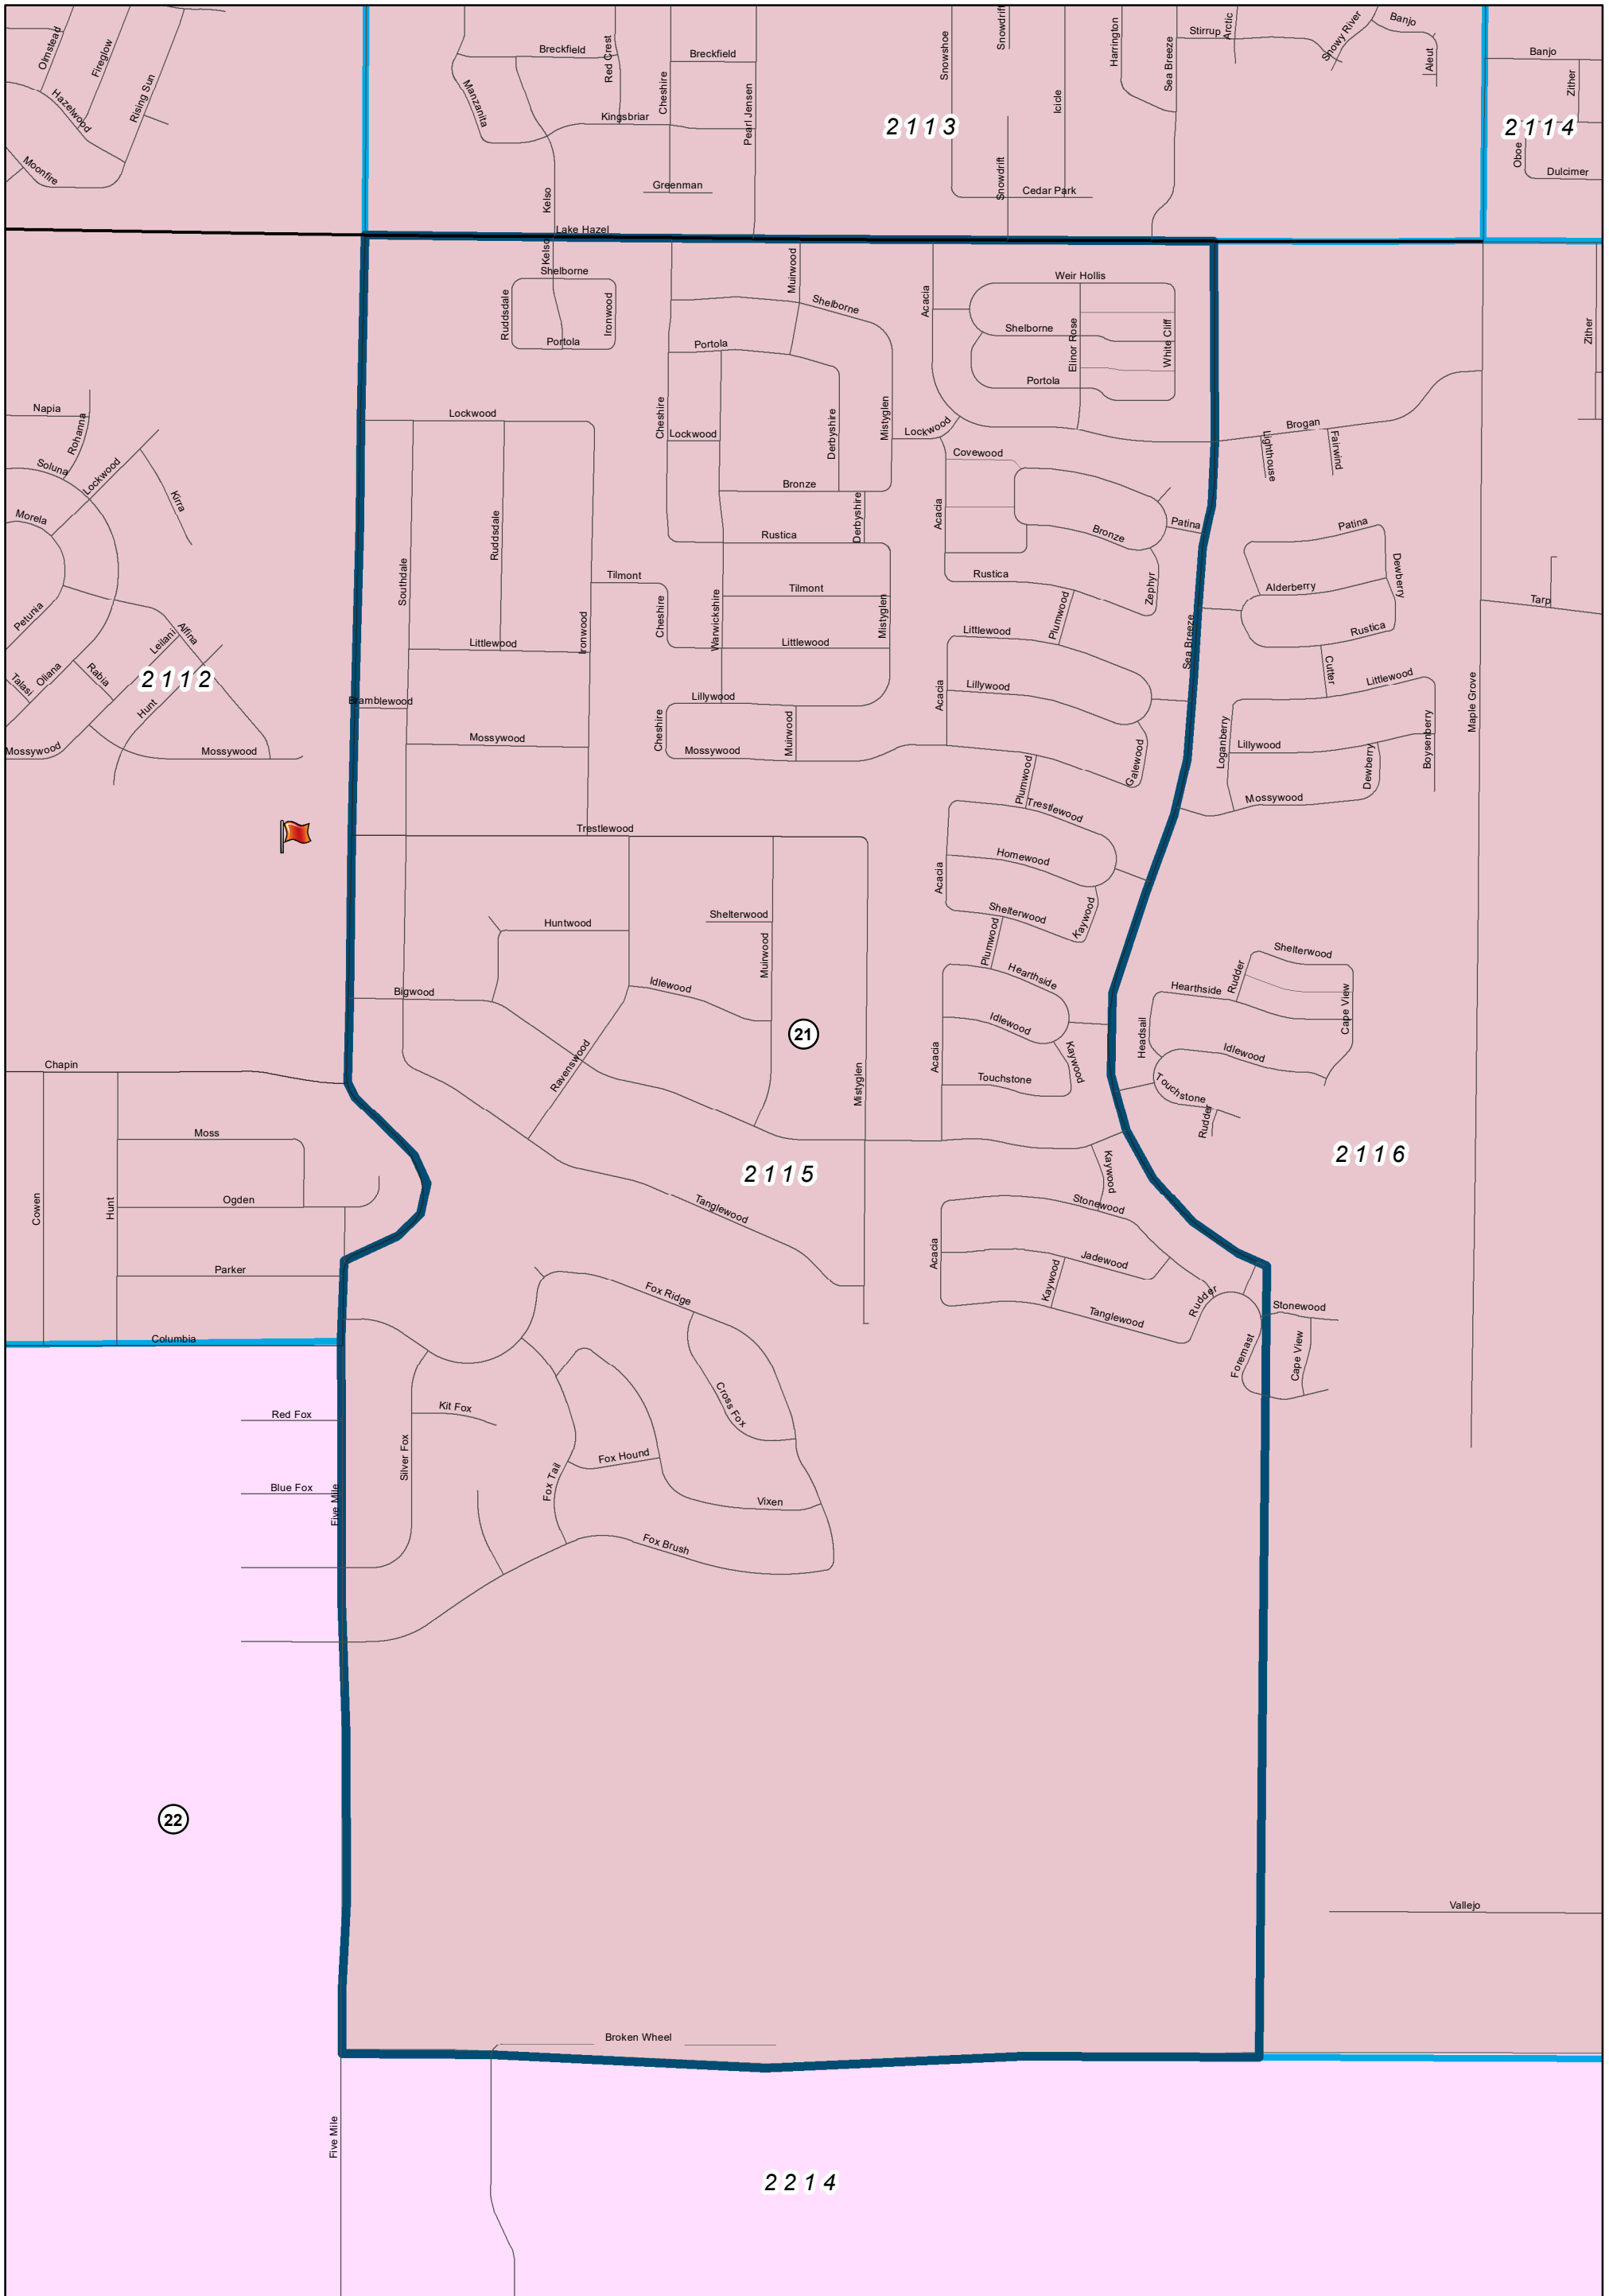 Olmstead
Fireglow
Hazelwood
Rising Sun
Moonfire
Manzanita
Breckfield
Red Crest
Breckfield
Cheshire
Pearl Jensen
Kingsbriar
Greenman
Kelso
Snowshoe
Snowdrift
Icicle
Harrington
Sea Breeze
Stirrup
Arctic
Snowy River
Banjo
Aleut
Banjo
Zither
2113
2114
Oboe
Dulcimer
Snowdrift
Cedar Park
Lake Hazel
Kelso
Shelborne
Ruddsdale
Ironwood
Portola
Muirwood
Shelborne
Acacia
Weir Hollis
Shelborne
Elinor Rose
White Cliff
Portola
Zither
Portola
Napia
Rohanna
Soluna
Lockwood
Kirra
Morela
Petunia
Talasi
Oliana
Rabia
Leilani
Alfina
2112
Hunt
Mossywood
Mossywood
Lockwood
Cheshire
Lockwood
Derbyshire
Mistyglen
Lockwood
Brogan
Lighthouse
Fairwind
Covewood
Bronze
Southdale
Ruddsdale
Derbyshire
Acacia
Bronze
Patina
Patina
Rustica
Tilmont
Tilmont
Rustica
Zephyr
Alderberry
Dewberry
Tarp
Cheshire
Warwickshire
Mistyglen
Plumwood
Rustica
Littlewood
Ironwood
Littlewood
Littlewood
Sea Breeze
Cutter
Littlewood
Bramblewood
Lillywood
Acacia
Lillywood
Maple Grove
Mossywood
Cheshire
Muirwood
Mossywood
Galewood
Loganberry
Lillywood
Dewberry
Boysenberry
Mossywood
Plumwood
Trestlewood
Trestlewood
Homewood
Acacia
Shelterwood
Kaywood
Huntwood
Shelterwood
Muirwood
Plumwood
Hearthside
Shelterwood
Rudder
Hearthside
Cape View
Bigwood
Idlewood
21
Idlewood
Acacia
Kaywood
Headsail
Idlewood
Chapin
Ravenswood
Mistyglen
Touchstone
Touchstone
Rudder
Moss
2115
2116
Cowen
Hunt
Ogden
Tanglewood
Kaywood
Stonewood
Acacia
Jadewood
Kaywood
Parker
Fox Ridge
Tanglewood
Rudder
Stonewood
Foremast
Cape View
Columbia
Red Fox
Kit Fox
Cross Fox
Silver Fox
Fox Hound
Fox Tail
Blue Fox
Five Mile
Vixen
Fox Brush
22
Vallejo
Broken Wheel
Five Mile
2214